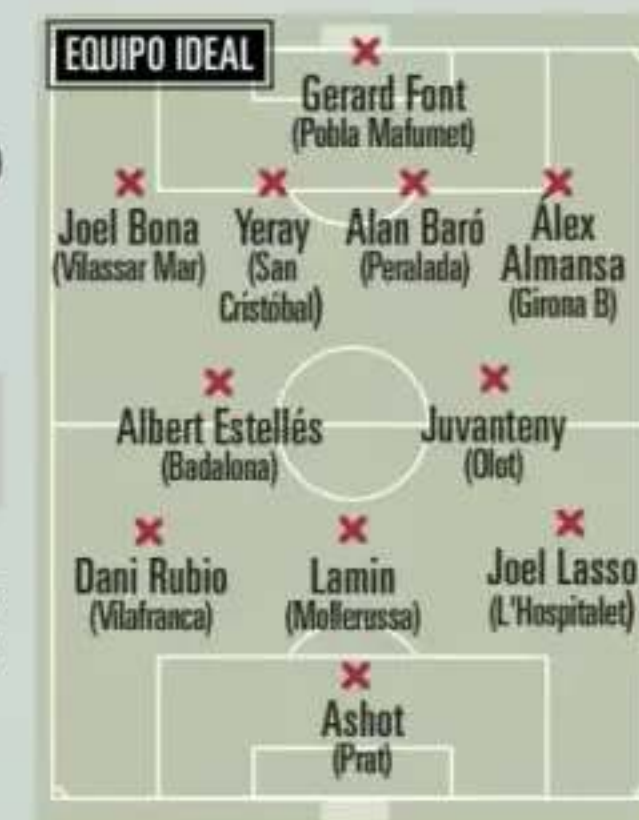 EQUIPO IDEAL
Gerard Font
(Pobla Mafumet)
Joel Bona
(Vilassar Mar)
Yeray
(San
Cristóbal)
Alan Baró
(Peralada)
Álex
Almansa
(Girona B)
Albert Estellés
(Badalona)
Juvanteny
(Olot)
Dani Rubio
(Vilafranca)
Lamin
(Mollerussa)
Joel Lasso
(L'Hospitalet)
Ashot
(Prat)